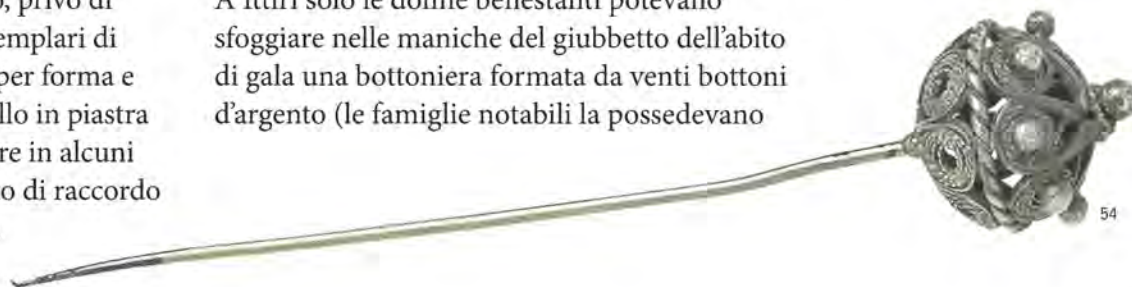 o, privo di
emplari di
per forma e
llo in piastra
re in alcuni
o di raccordo
A Ittiri solo le donne benestanti potevano
sfoggiare nelle maniche del giubbetto dell’abito
di gala una bottoniera formata da venti bottoni
d’argento (le famiglie notabili la possedevano
54